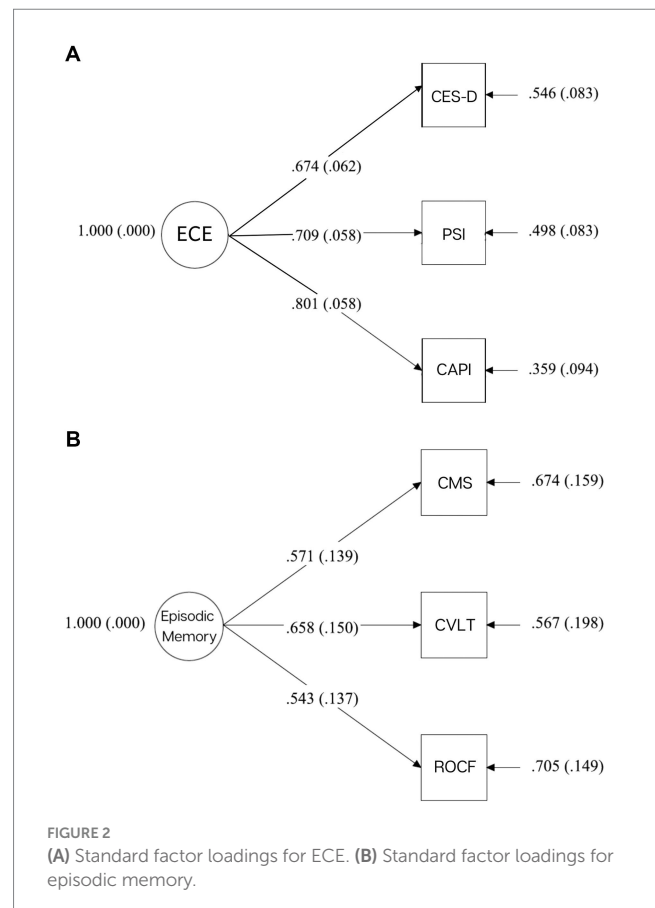 A
CES-D
.546 (.083)
.674 (.062)
1.000 (.000)
ECE
.709 (.058)
PSI
.498 (.083)
.801 (.058)
CAPI
.359 (.094)
B
CMS
.674 (.159)
.571 (.139)
1.000 (.000)
Episodic
Memory
.658 (.150)
CVLT
.567 (.198)
.543 (.137)
ROCF
.705 (.149)
FIGURE 2
(A) Standard factor loadings for ECE. (B) Standard factor loadings for
episodic memory.